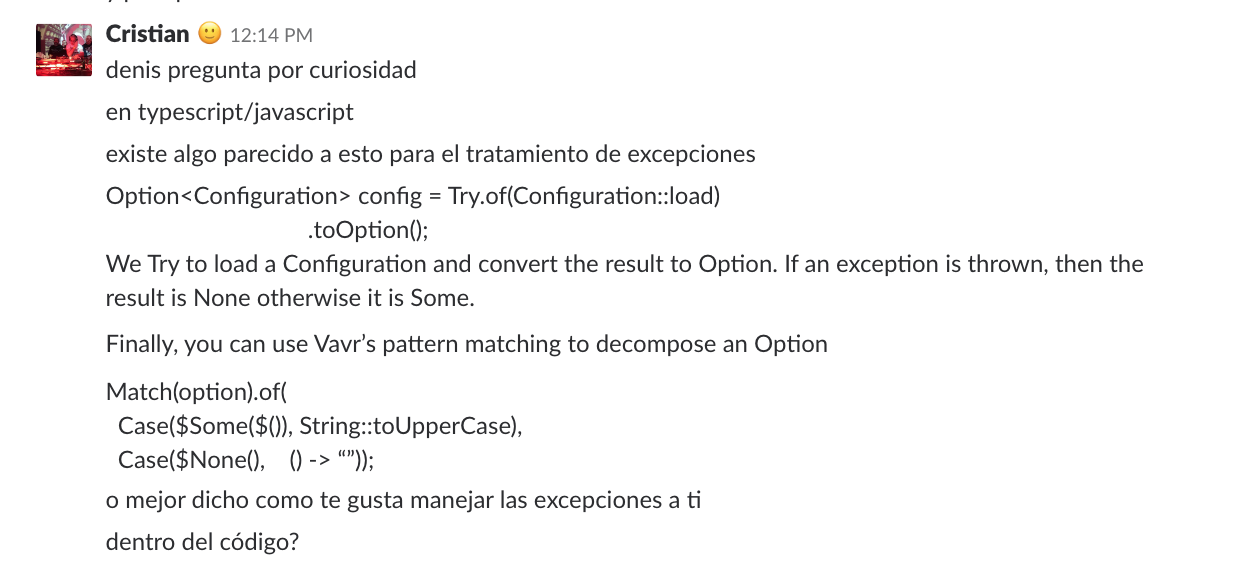 Cristian 🙂 12:14 PM
denis pregunta por curiosidad
en typescript/javascript
existe algo parecido a esto para el tratamiento de excepciones
Option<Configuration> config = Try.of(Configuration::load)
.toOption();
We Try to load a Configuration and convert the result to Option. If an exception is thrown, then the
result is None otherwise it is Some.
Finally, you can use Vavr’s pattern matching to decompose an Option
Match(option).of(
Case($Some($()), String::toUpperCase),
Case($None(),    () -> “”));
o mejor dicho como te gusta manejar las excepciones a ti
dentro del código?